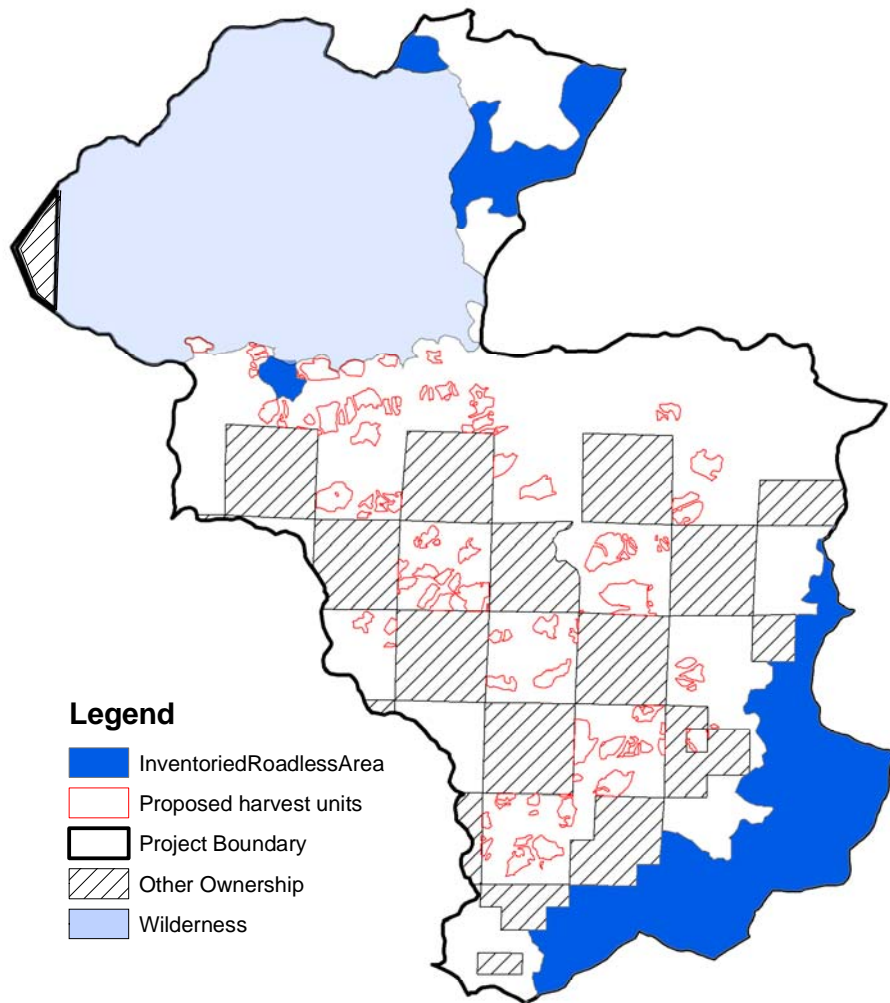 Legend
InventoriedRoadlessArea
Proposed harvest units
Project Boundary
Other Ownership
Wilderness